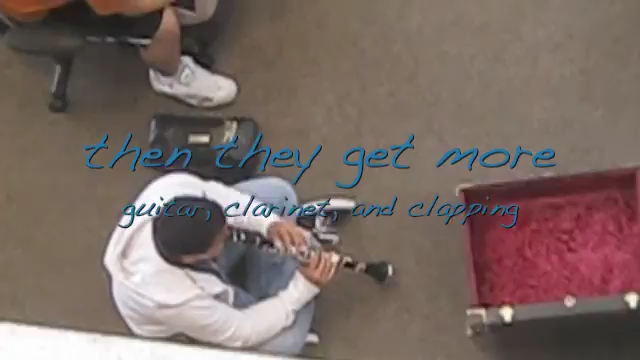 then they get more
guitar, clarinet, and clapping